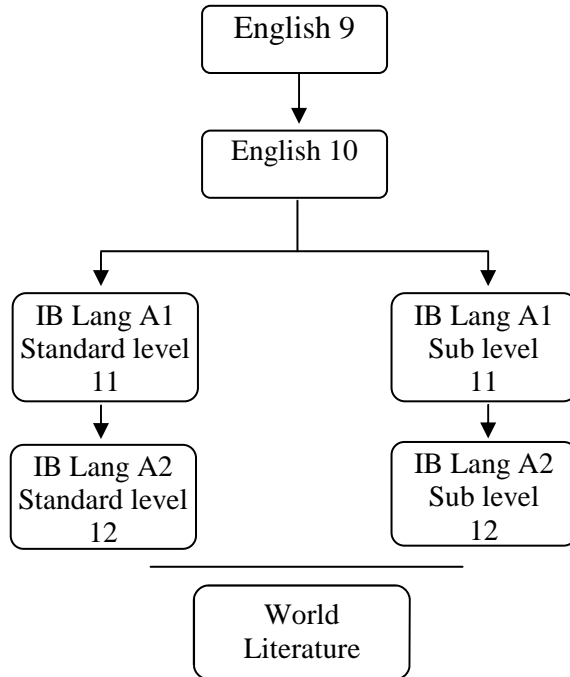 English 9
English 10
IB Lang A1
Standard level
11
IB Lang A1
Sub level
11
IB Lang A2
Standard level
12
IB Lang A2
Sub level
12
World
Literature